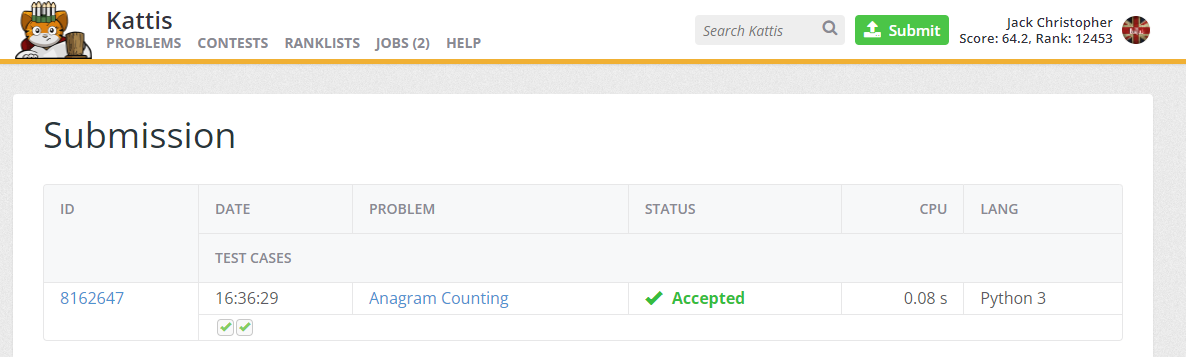 Kattis
PROBLEMS CONTESTS RANKLISTS JOBS (2) HELP
Search Kattis
Submit
Jack Christopher
Score: 64.2, Rank: 12453
Submission
ID DATE PROBLEM STATUS CPU LANG
TEST CASES
8162647 16:36:29 Anagram Counting Accepted 0.08 s Python 3